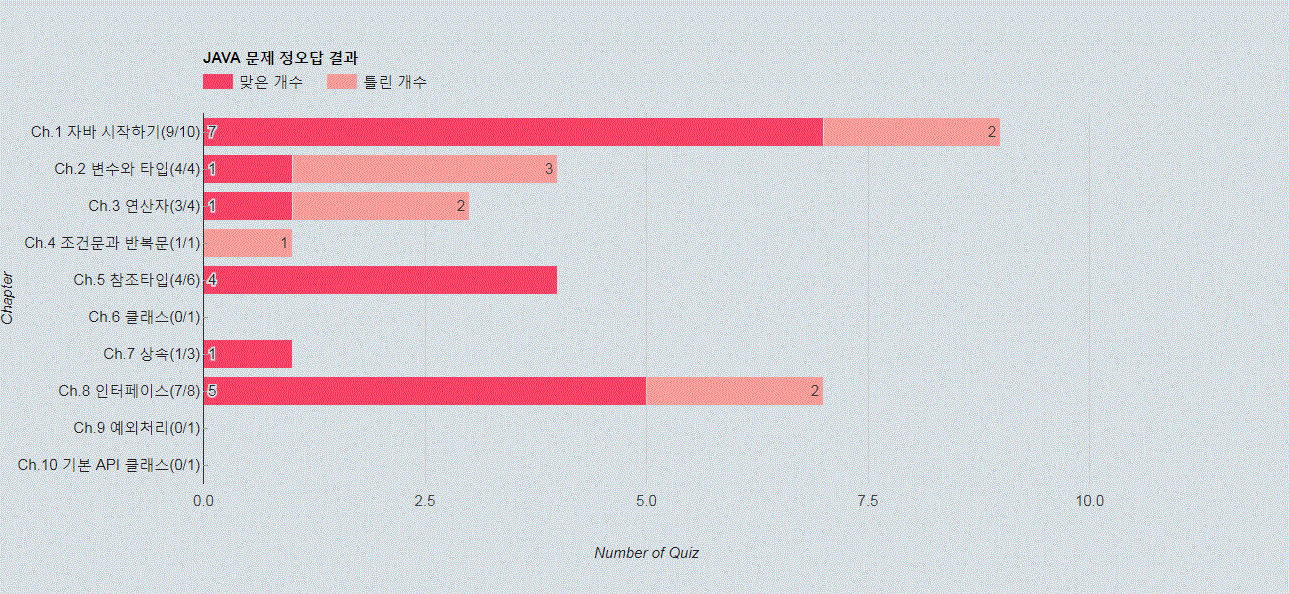 JAVA 문제 정오답 결과
맞은 개수 틀린 개수
Ch.1 자바 시작하기(9/10) 7 2
Ch.2 변수와 타입(4/4) 1 3
Ch.3 연산자(3/4) 1 2
Ch.4 조건문과 반복문(1/1) 1
Ch.5 참조타입(4/6) 4
Ch.6 클래스(0/1)
Ch.7 상속(1/3) 1
Ch.8 인터페이스(7/8) 5 2
Ch.9 예외처리(0/1)
Ch.10 기본 API 클래스(0/1)
Chapter
0.0 2.5 5.0 7.5 10.0
Number of Quiz